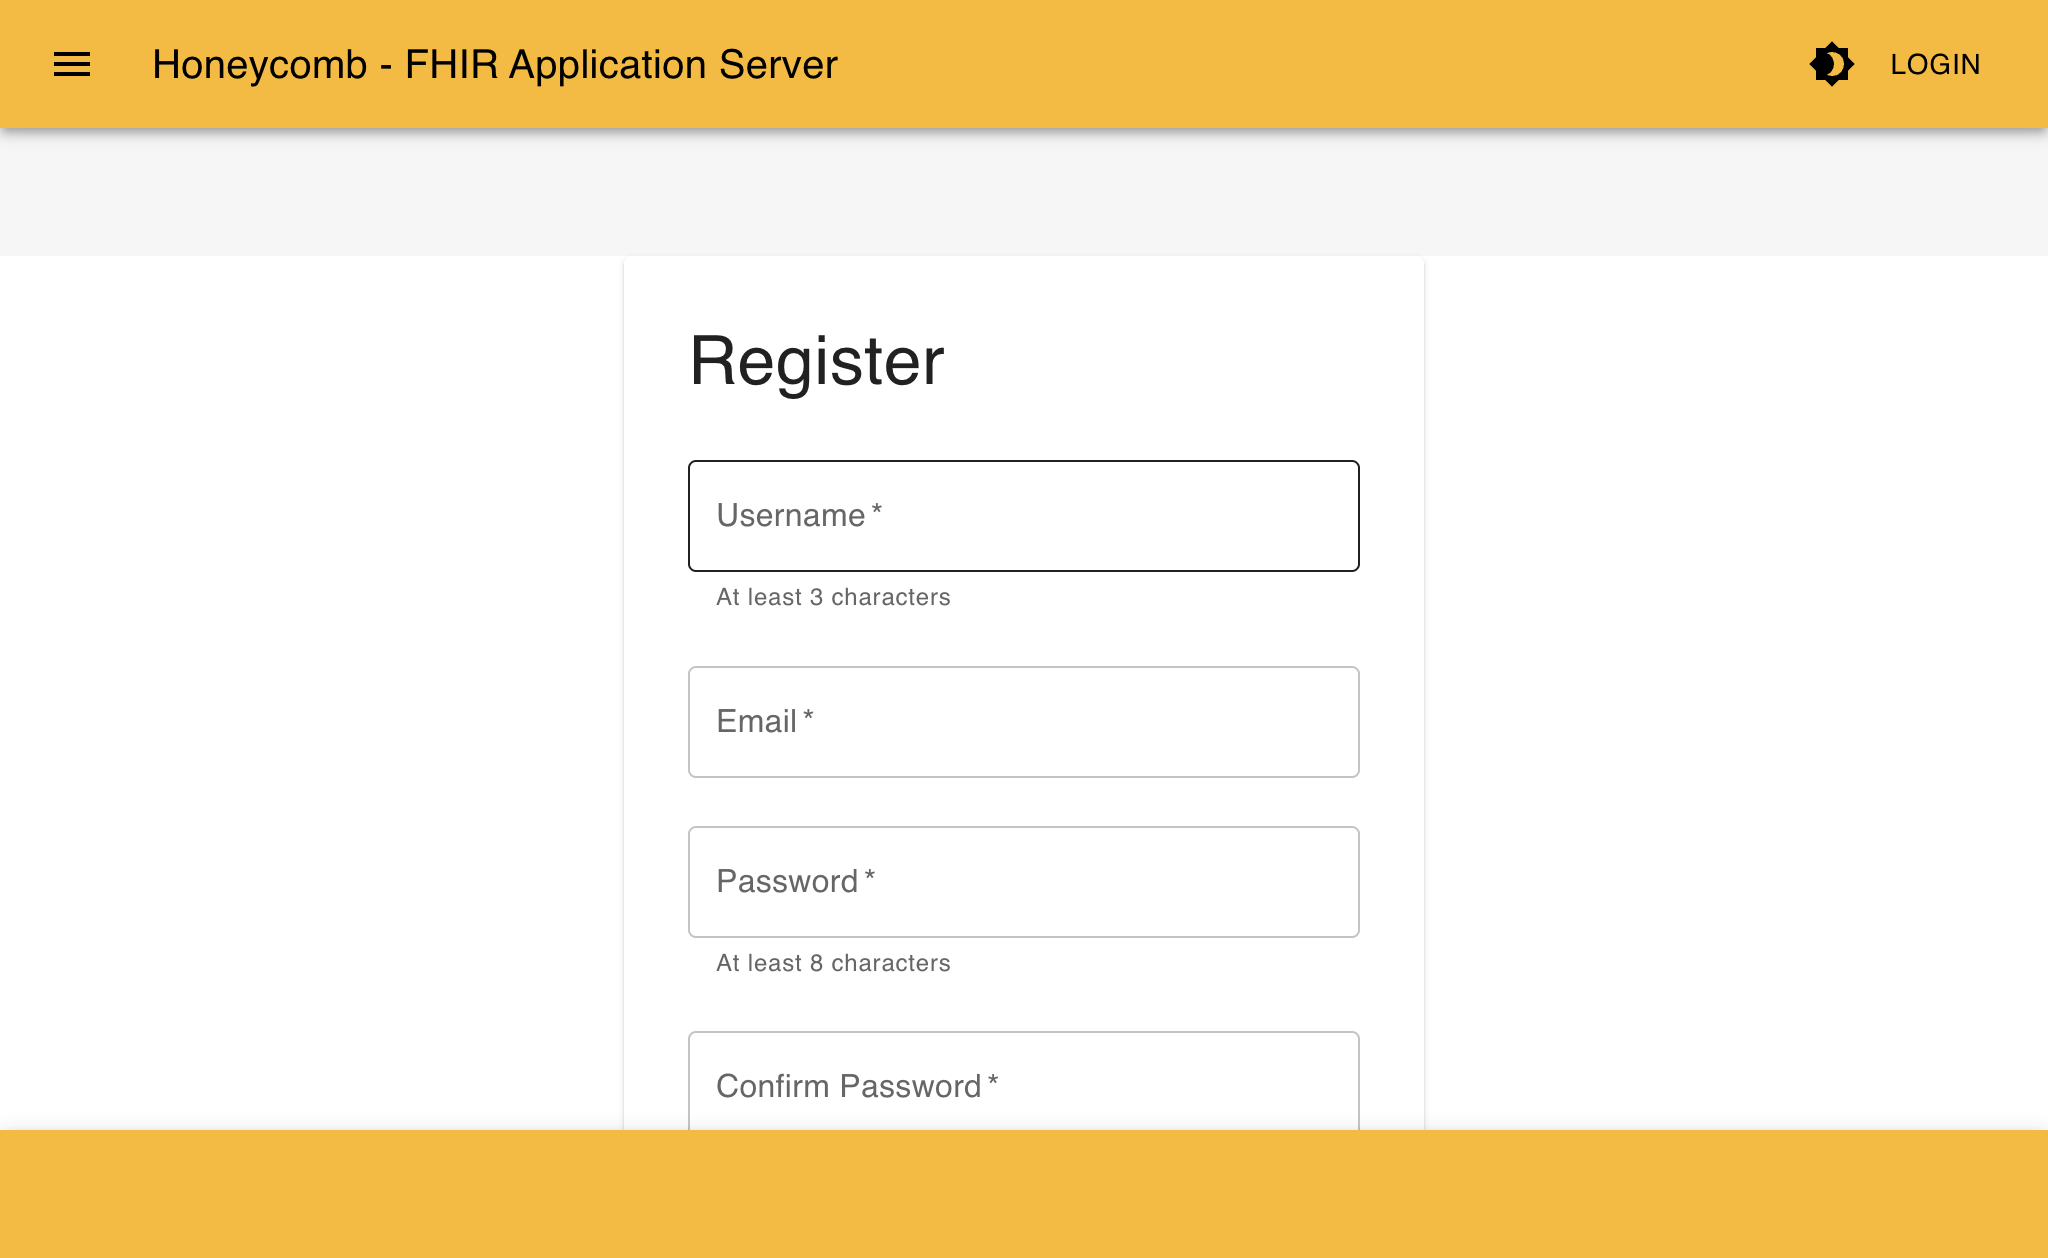 Honeycomb - FHIR Application Server
LOGIN
Register
Username *
At least 3 characters
Email *
Password *
At least 8 characters
Confirm Password *